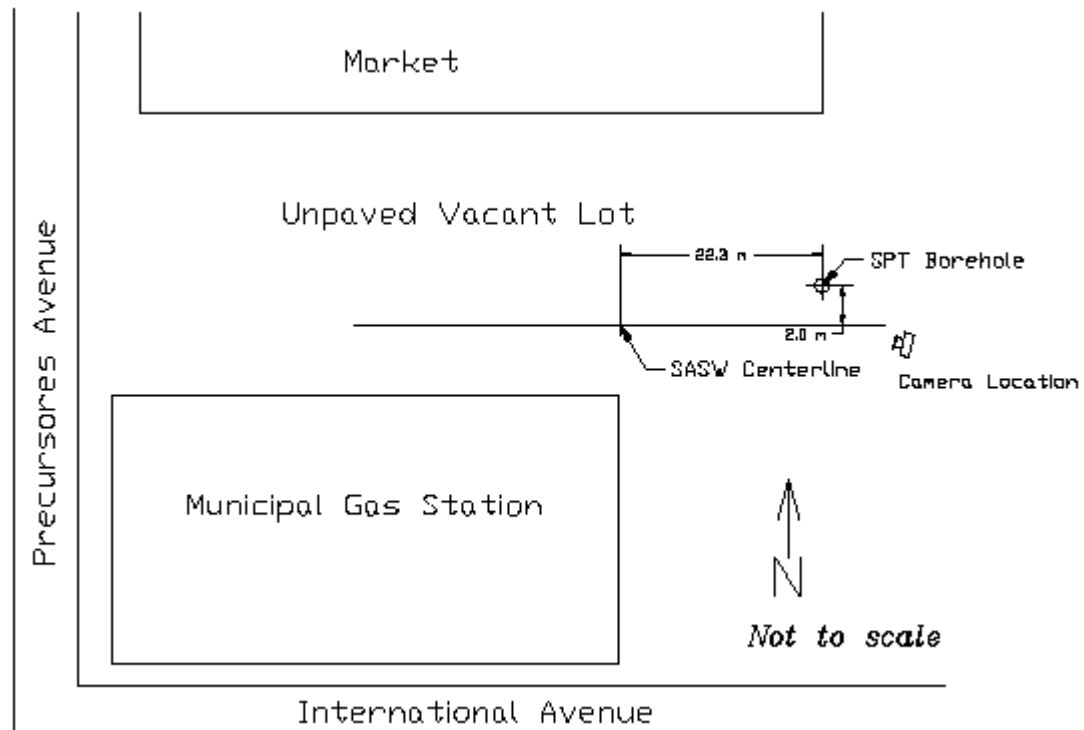 Market
Unpaved Vacant Lot
Precursores Avenue
22.3 m
SPT Borehole
2.0 m
SASW Centerline
Camera Location
Municipal Gas Station
N
Not to scale
International Avenue